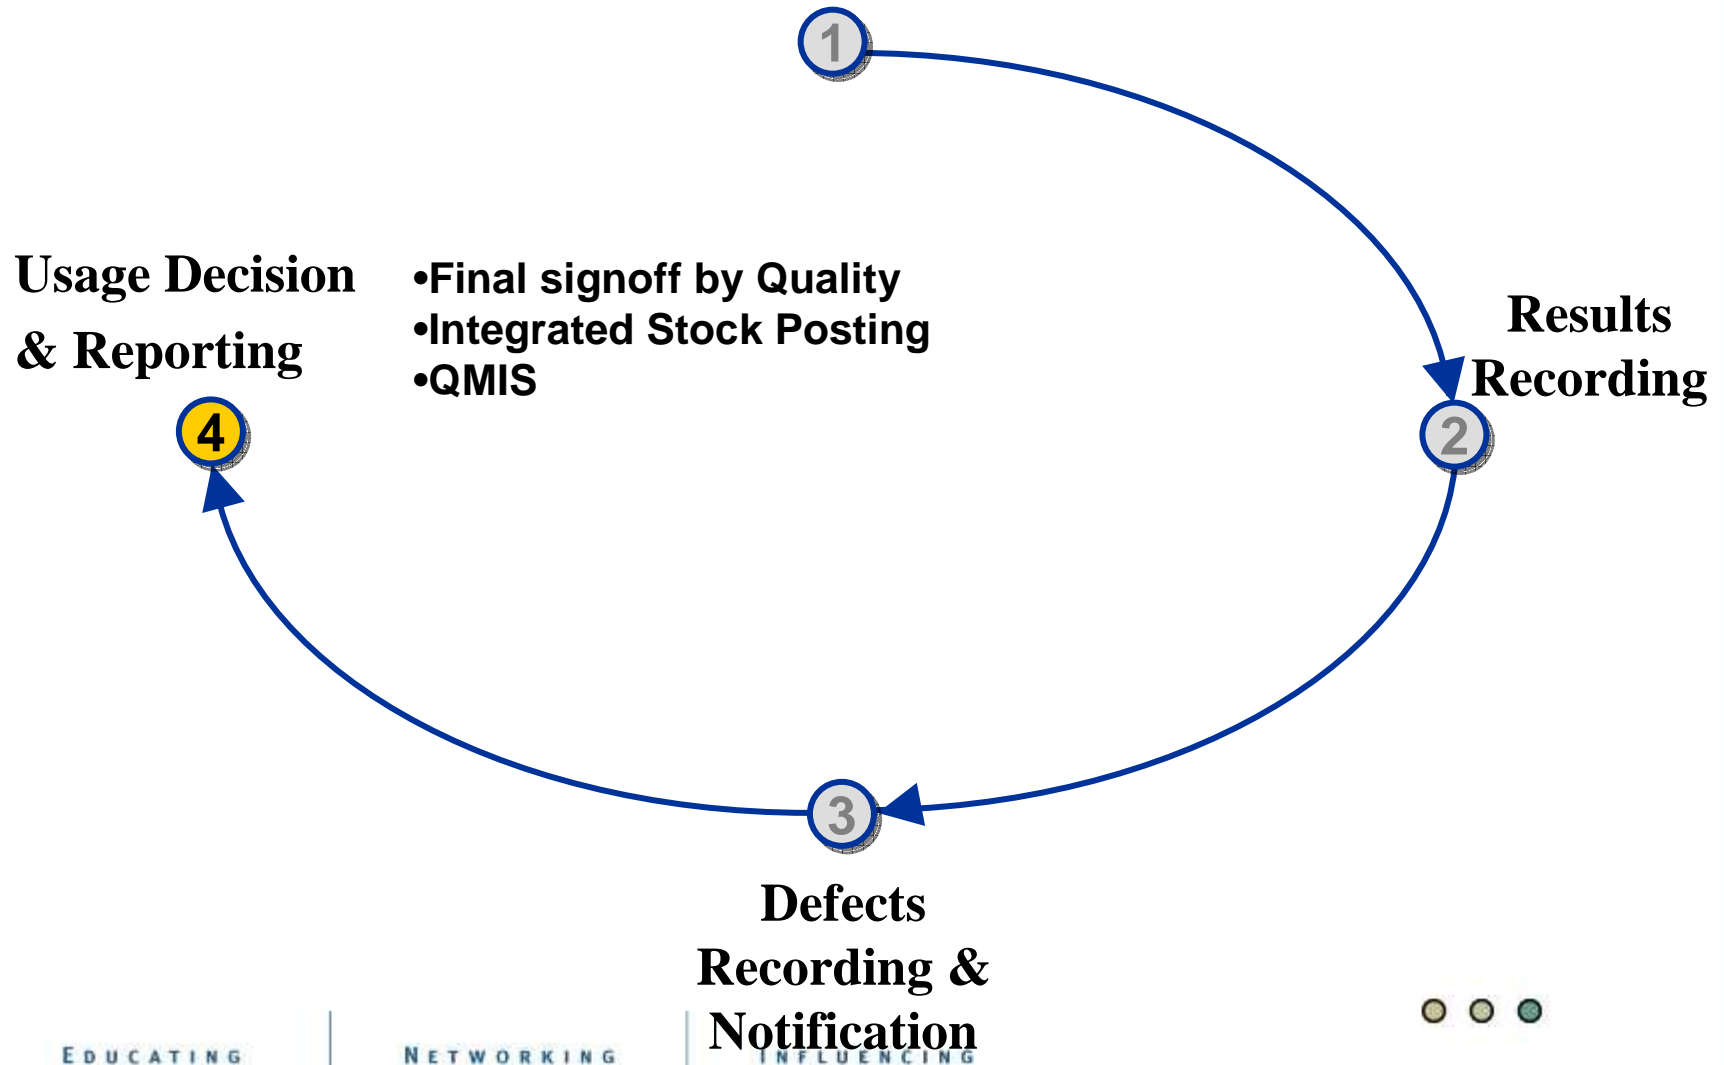 1
Usage Decision
& Reporting
•Final signoff by Quality
•Integrated Stock Posting
•QMIS
Results
Recording
4
2
3
Defects
Recording &
Notification
EDUCATING
NETWORKING
INFLUENCING